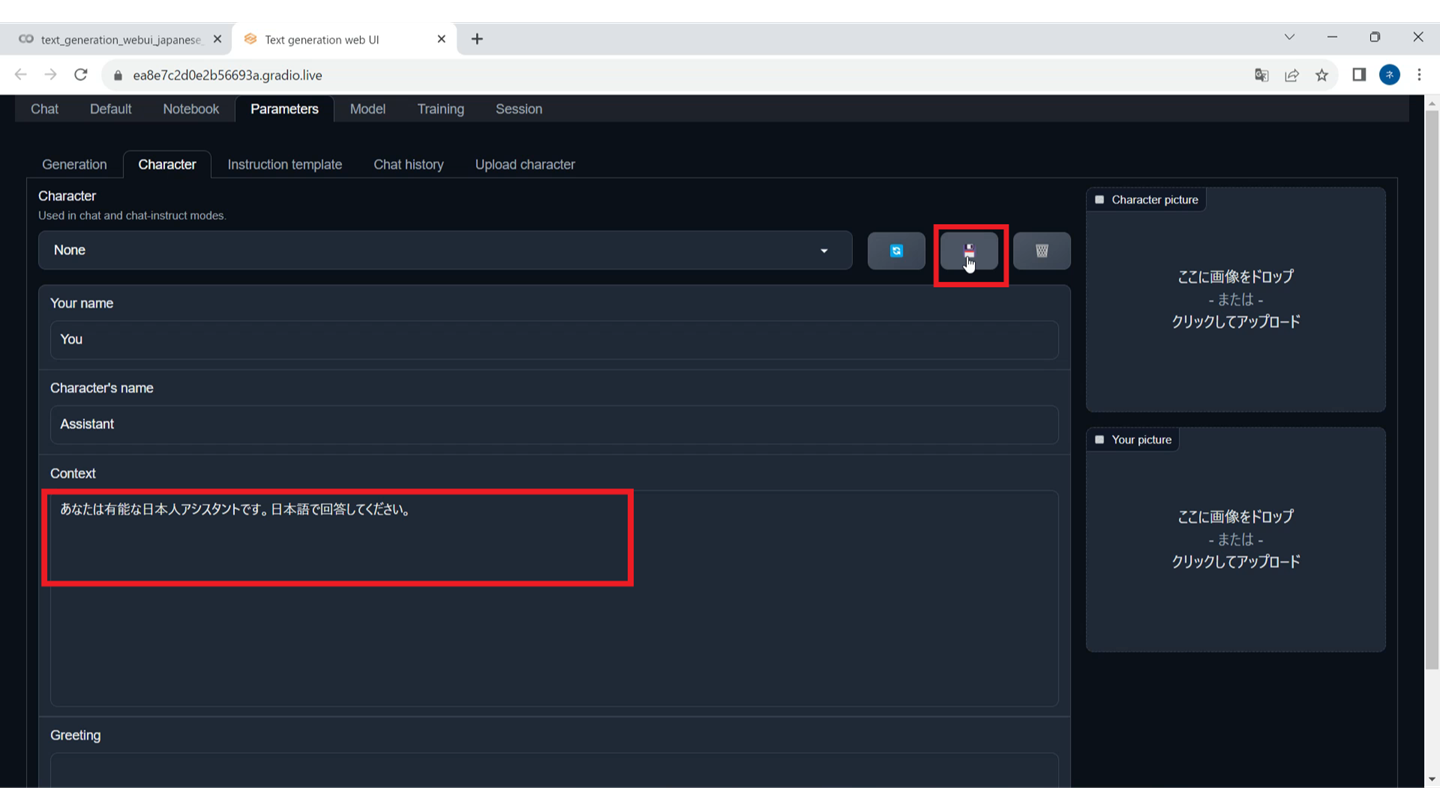 text_generation_webui_japanese_
Text generation web UI
ea8e7c2d0e2b56693a.gradio.live
ネ
Chat Default Notebook Parameters Model Training Session
Generation Character Instruction template Chat history Upload character
Character
Used in chat and chat-instruct modes.
None
Your name
You
Character's name
Assistant
Context
あなたは有能な日本人アシスタントです。日本語で回答してください。
Greeting
Character picture
ここに画像をドロップ
- または -
クリックしてアップロード
Your picture
ここに画像をドロップ
- または -
クリックしてアップロード